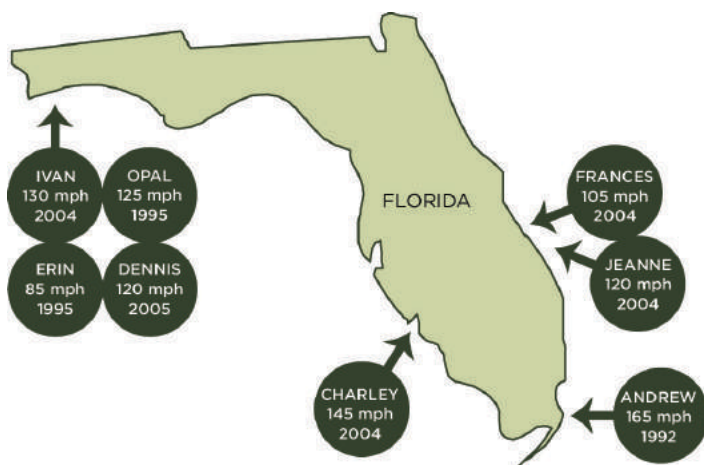 IVAN
130 mph
2004
OPAL
125 mph
1995
ERIN
85 mph
1995
DENNIS
120 mph
2005
FLORIDA
FRANCES
105 mph
2004
JEANNE
120 mph
2004
CHARLEY
145 mph
2004
ANDREW
165 mph
1992